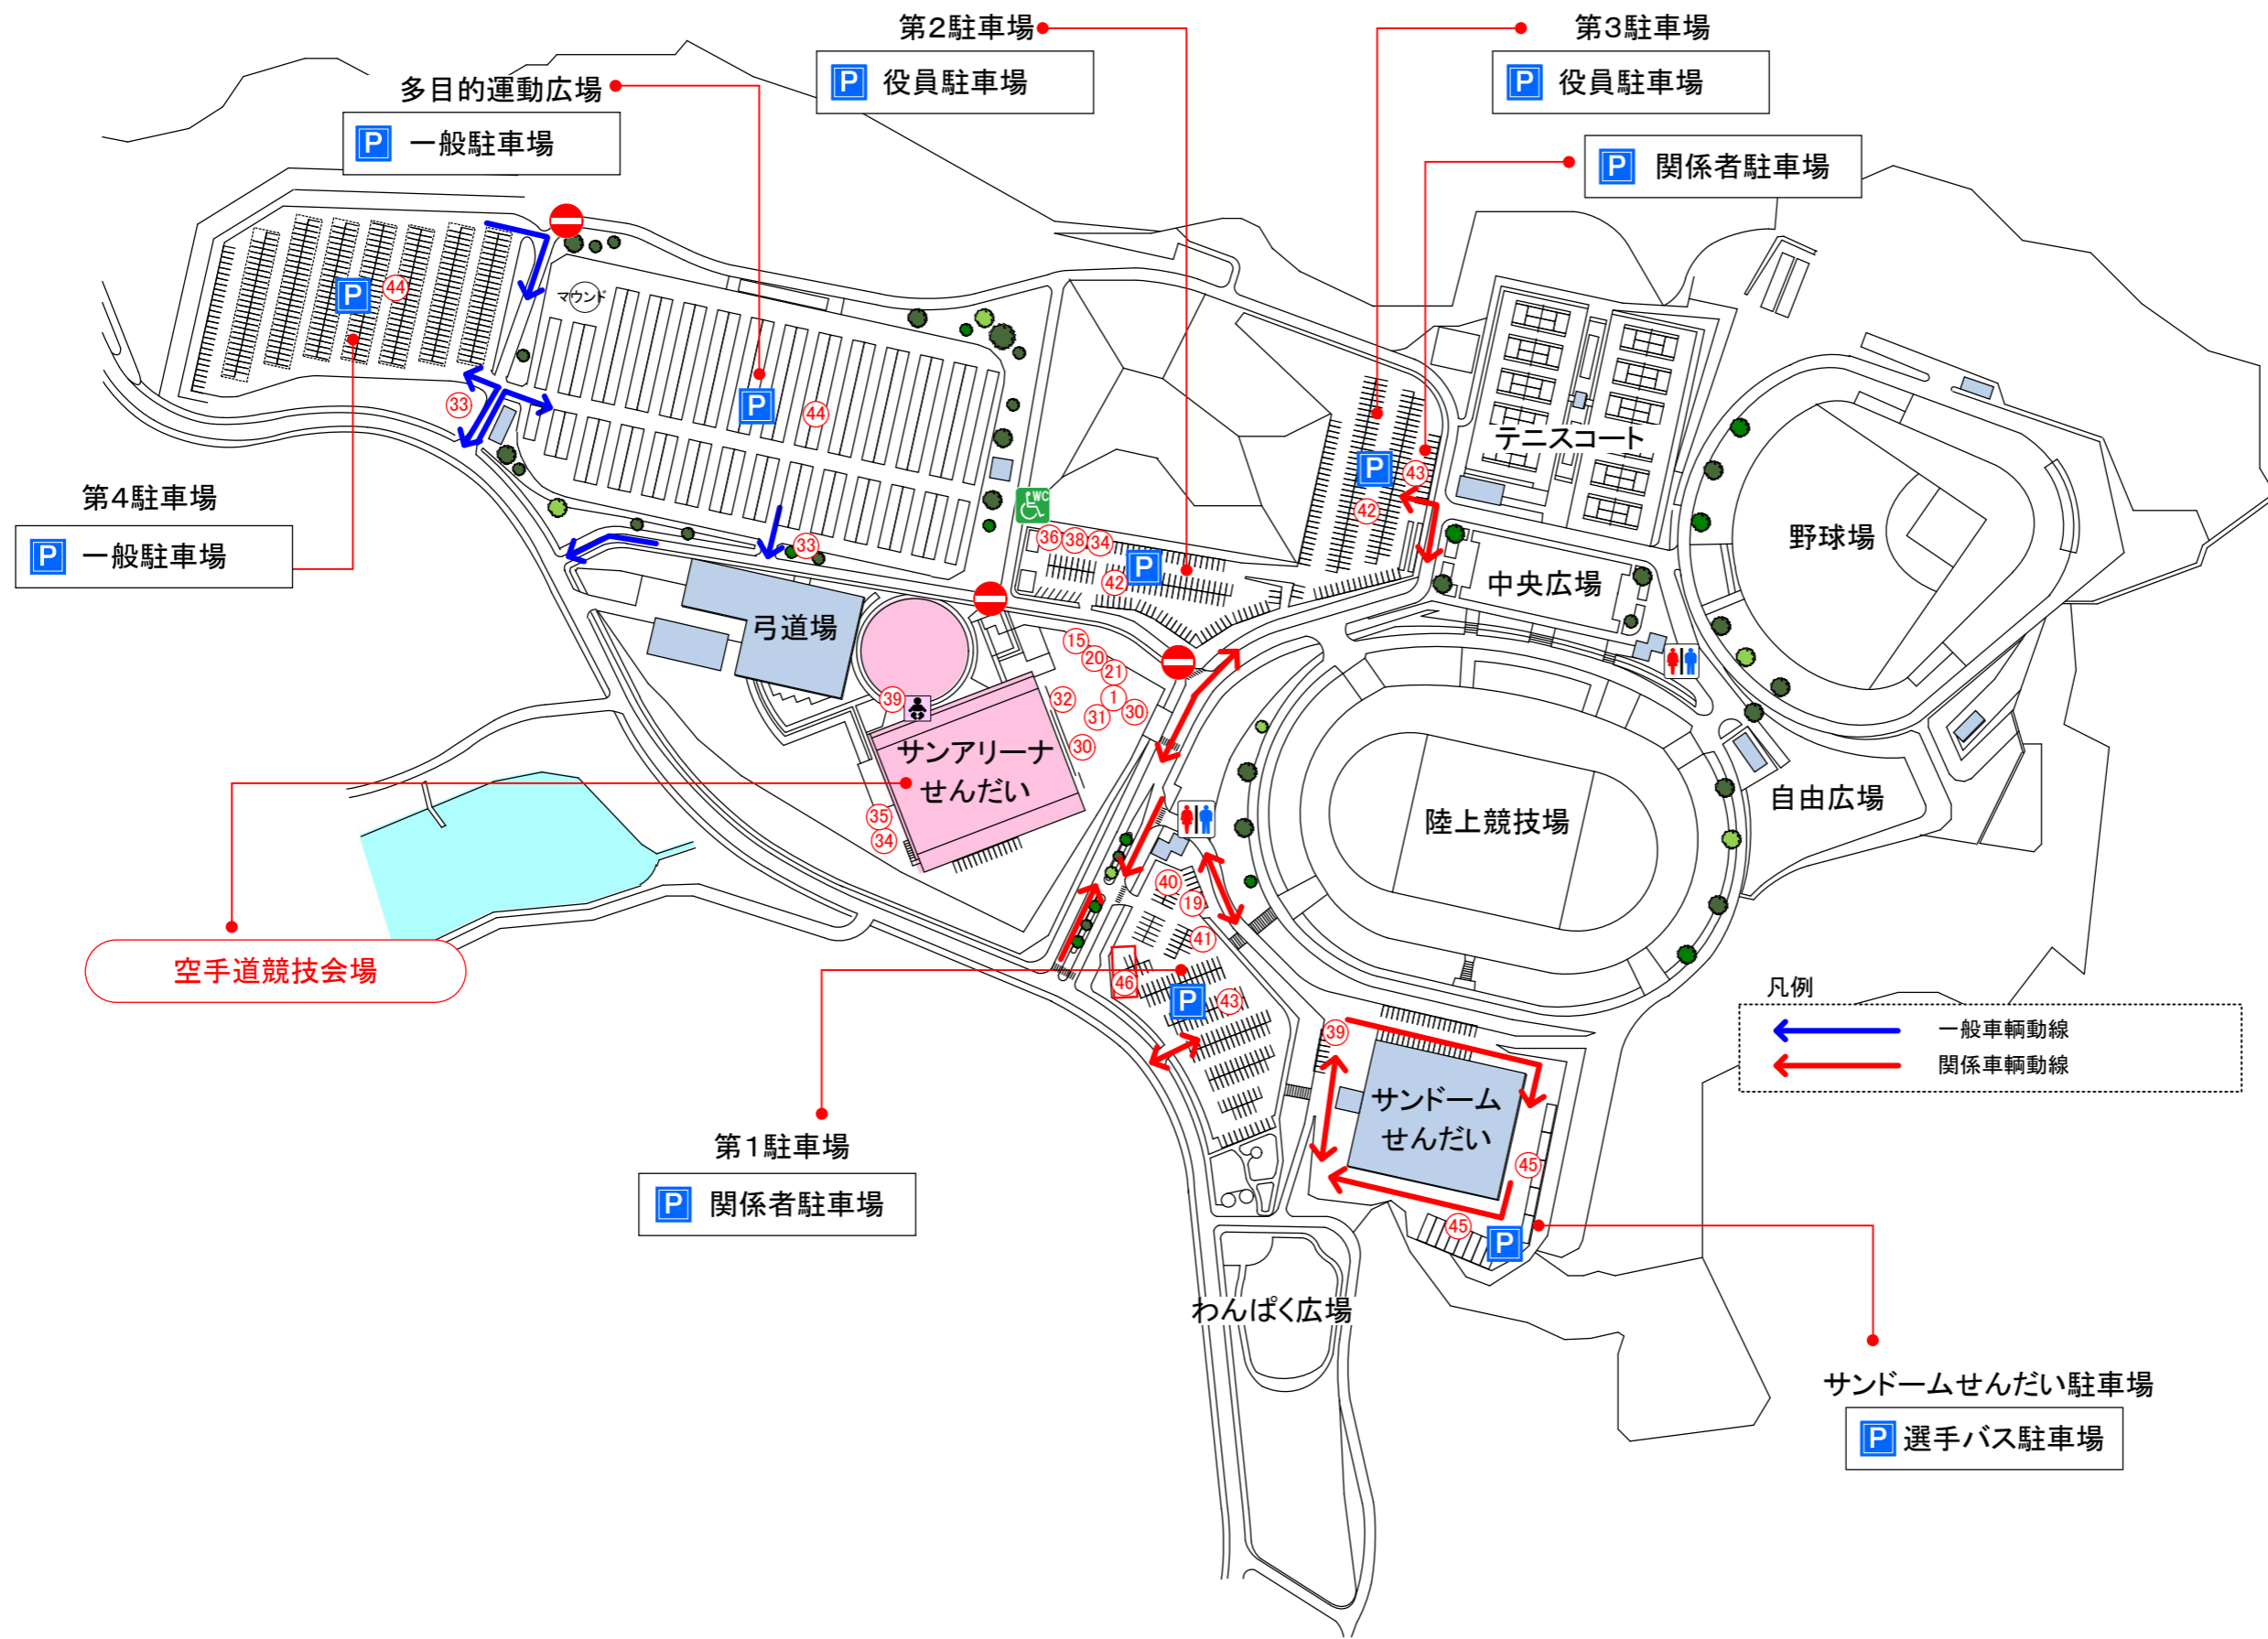 第2駐車場
P 役員駐車場
第3駐車場
P 役員駐車場
多目的運動広場
P 一般駐車場
P 関係者駐車場
P
44
マウンド
P
44
33
第4駐車場
P 一般駐車場
テニスコート
P
43
42
野球場
WC
36
38
34
P
42
33
中央広場
弓道場
15
20
21
1
32
31
30
30
39
サンアリーナ
せんだい
自由広場
陸上競技場
35
34
40
19
41
空手道競技会場
46
P
43
凡例
一般車輌動線
関係車輌動線
39
サンドーム
せんだい
第1駐車場
P 関係者駐車場
45
45
P
わんぱく広場
サンドームせんだい駐車場
P 選手バス駐車場